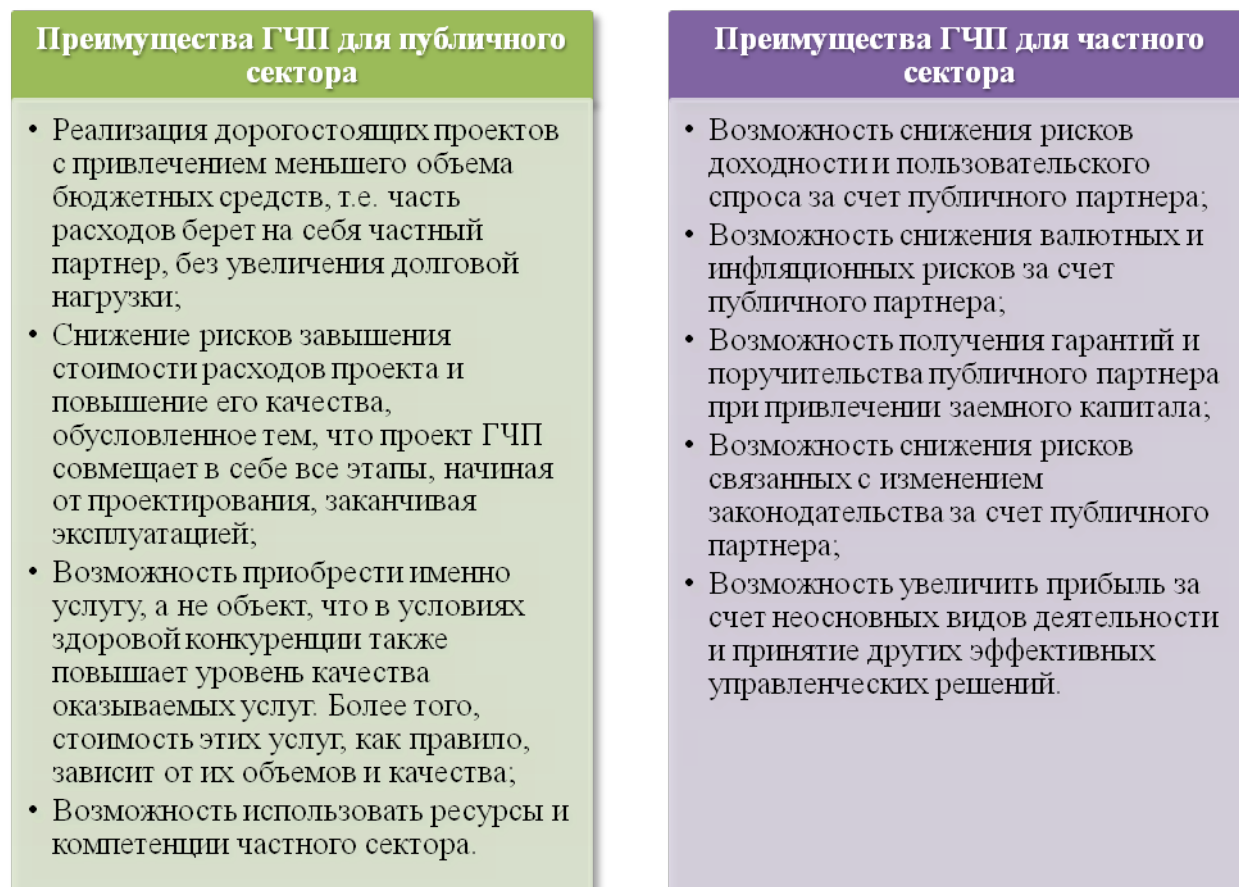 Преимущества ГЧП для публичного
сектора
• Реализация дорогостоящих проектов
с привлечением меньшего объема
бюджетных средств, т.е. часть
расходов берет на себя частный
партнер, без увеличения долговой
нагрузки;
• Снижение рисков завышения
стоимости расходов проекта и
повышение его качества,
обусловленное тем, что проект ГЧП
совмещает в себе все этапы, начиная
от проектирования, заканчивая
эксплуатацией;
• Возможность приобрести именно
услугу, а не объект, что в условиях
здоровой конкуренции также
повышает уровень качества
оказываемых услуг. Более того,
стоимость этих услуг, как правило,
зависит от их объемов и качества;
• Возможность использовать ресурсы и
компетенции частного сектора.
Преимущества ГЧП для частного
сектора
• Возможность снижения рисков
доходности и пользовательского
спроса за счет публичного партнера;
• Возможность снижения валютных и
инфляционных рисков за счет
публичного партнера;
• Возможность получения гарантий и
поручительства публичного партнера
при привлечении заемного капитала;
• Возможность снижения рисков
связанных с изменением
законодательства за счет публичного
партнера;
• Возможность увеличить прибыль за
счет неосновных видов деятельности
и принятие других эффективных
управленческих решений.